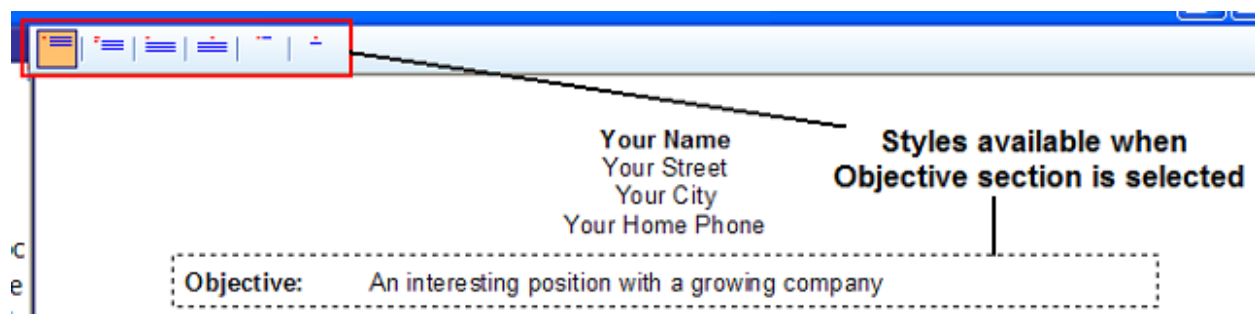 Your Name
Your Street
Your City
Your Home Phone
Styles available when
Objective section is selected
oc
e
Objective: An interesting position with a growing company